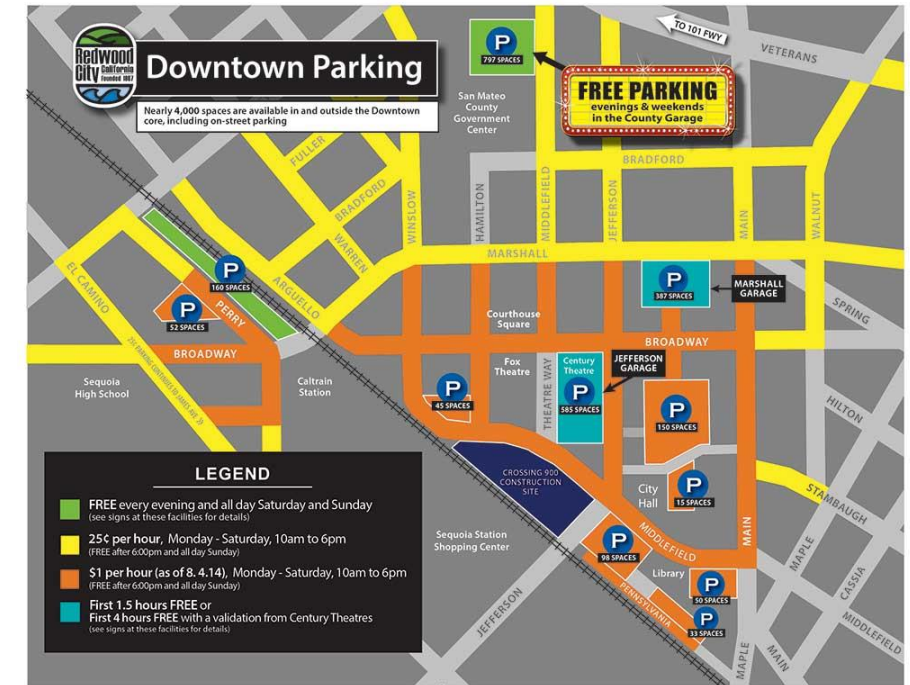 Redwood
City California
Founded 1867
Downtown Parking
Nearly 4,000 spaces are available in and outside the Downtown
core, including on-street parking
P
797 SPACES
TO 101 FWY
VETERANS
FREE PARKING
evenings & weekends
in the County Garage
San Mateo
County
Government
Center
FULLER
BRADFORD
BRADFORD
WINSLOW
HAMILTON
MIDDLEFIELD
JEFFERSON
MAIN
WALNUT
WARREN
MARSHALL
EL CAMINO
ARGUELLO
P
160 SPACES
P
52 SPACES
PERRY
P
387 SPACES
MARSHALL
GARAGE
SPRING
Courthouse
Square
BROADWAY
BROADWAY
25¢ PARKING CONTINUES TO JAMES AVE
Sequoia
High School
Caltrain
Station
Fox
Theatre
THEATRE WAY
Century
Theatre
P
585 SPACES
JEFFERSON
GARAGE
P
45 SPACES
P
150 SPACES
HILTON
CROSSING 900
CONSTRUCTION
SITE
City
Hall
P
15 SPACES
STAMBAUGH
MAIN
Sequoia Station
Shopping Center
P
98 SPACES
MIDDLEFIELD
Library
P
50 SPACES
PENNSYLVANIA
P
33 SPACES
JEFFERSON
MAPLE
CASSIA
MIDDLEFIELD
MAPLE
MAIN
LEGEND
FREE every evening and all day Saturday and Sunday
(see signs at these facilities for details)
25¢ per hour, Monday - Saturday, 10am to 6pm
(FREE after 6:00pm and all day Sunday)
$1 per hour (as of 8.4.14), Monday - Saturday, 10am to 6pm
(FREE after 6:00pm and all day Sunday)
First 1.5 hours FREE or
First 4 hours FREE with a validation from Century Theatres
(see signs at these facilities for details)